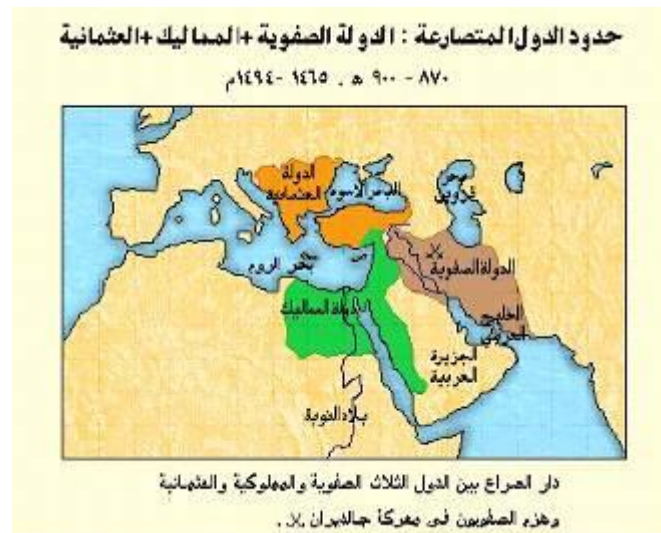 حدود الدول المتصارعة : الدولة الصفوية +المماليك +العثمانية
٨٧٠ - ٩٠٠ هـ . ١٤٦٥ -١٤٩٤م
الدولة
العثمانية
البحر الاسود
بحر
قزوين
بحر الروم
الدولة الصفوية
دولة المماليك
الخليج
العربي
الجزيرة
العربية
بلاد النوبة
دار الصراع بين الدول الثلاث الصفوية والمملوكية والعثمانية
وهزم الصفويون فى معركة جالديران .X.